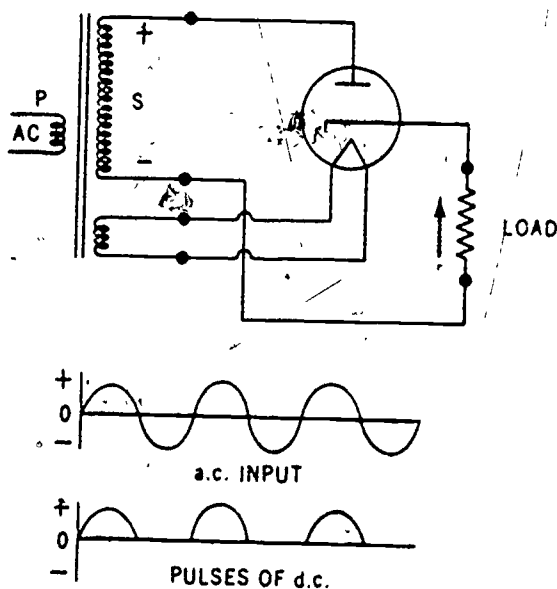 +
P
S
AC
-
LOAD
+
0
-
a.c. INPUT
+
0
-
PULSES OF d.c.